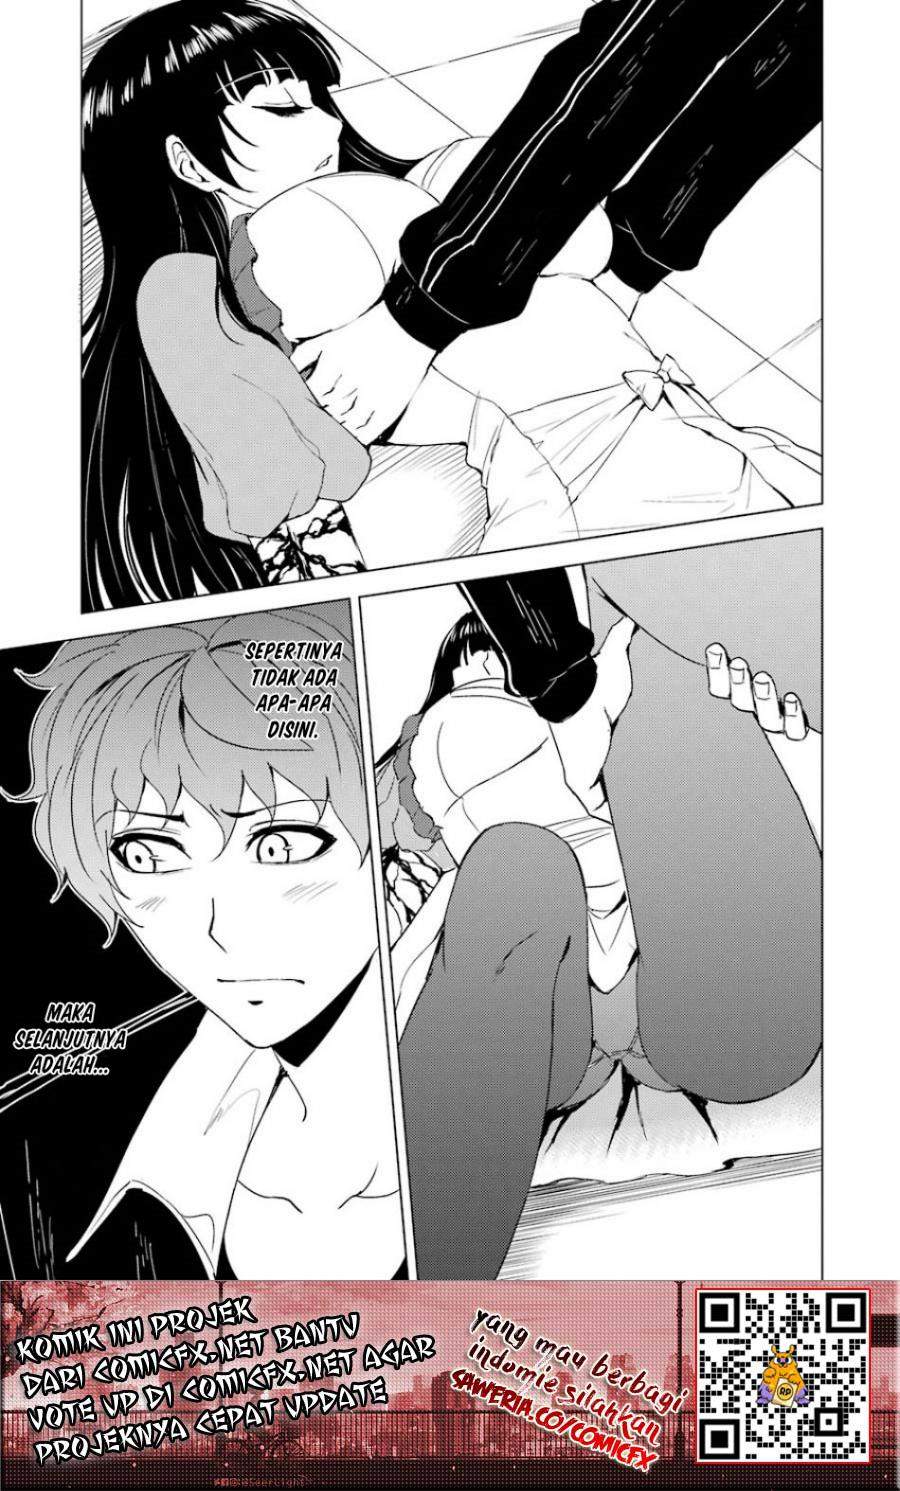 SEPERTINYA
TIDAK ADA
APA-APA
DISINI.
MAKA
SELANJUTNYA
ADALAH...
KOMIK INI PROJEK
DARI COMICFX.NET BANTU
VOTE UP DI COMICFX.NET AGAR
PROJEKNYA CEPAT UPDATE
yang mau berbagi
indomie silahkan
SAWERIA.CO/COMICFX
@Seerlight